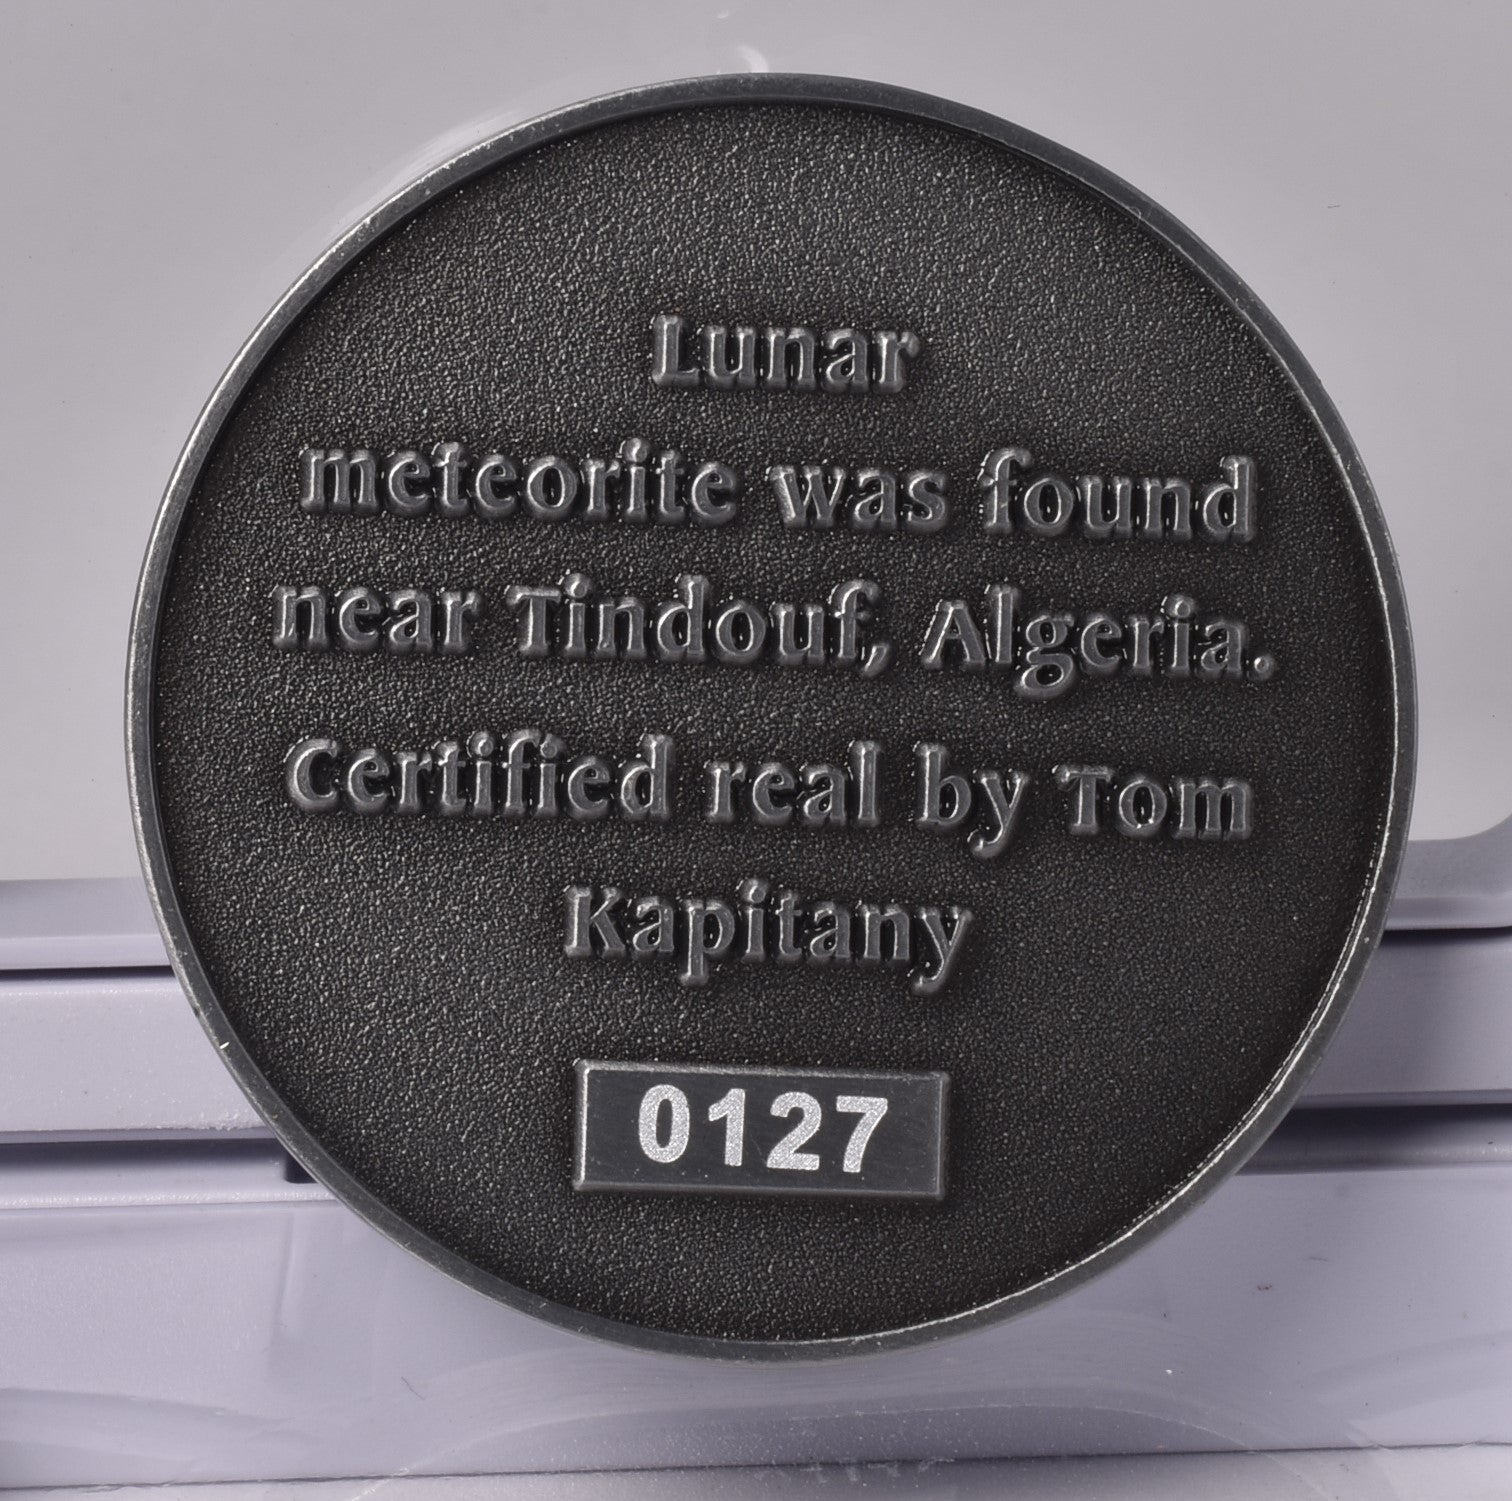 Lunar
meteorite was found
near Tindouf, Algeria.
Certified real by Tom
Kapitany
0127